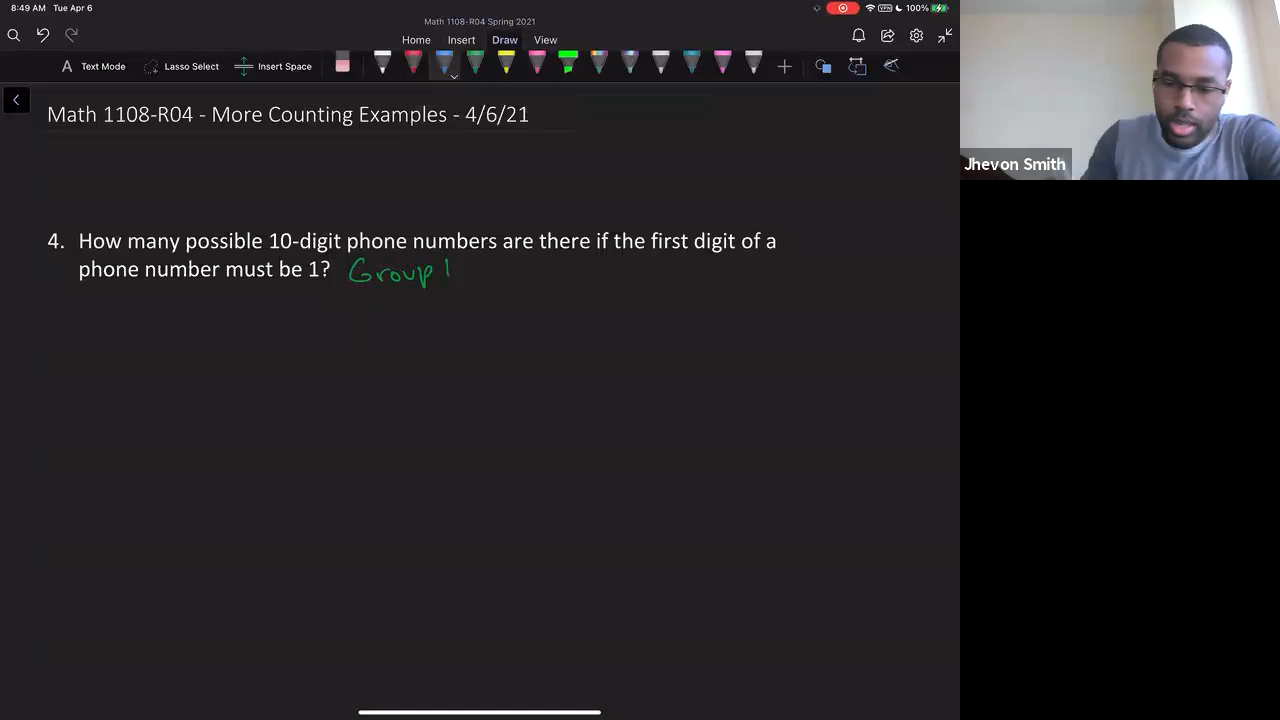 8:49 AM Tue Apr 6
VPN 100%
Math 1108-R04 Spring 2021
Home Insert Draw View
Text Mode Lasso Select Insert Space
Math 1108-R04 - More Counting Examples - 4/6/21
Jhevon Smith
4. How many possible 10-digit phone numbers are there if the first digit of a
phone number must be 1? Group 1